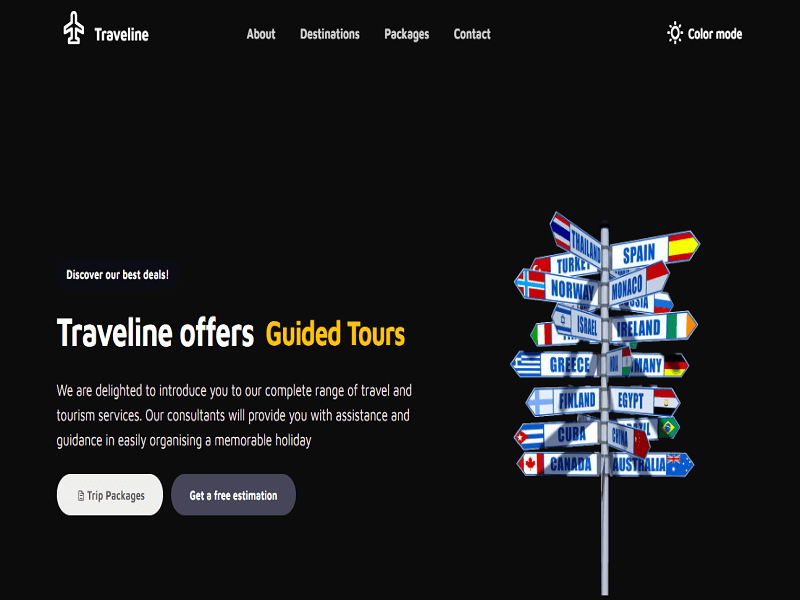 Traveline
About
Destinations
Packages
Contact
Color mode
Discover our best deals!
Traveline offers Guided Tours
We are delighted to introduce you to our complete range of travel and
tourism services. Our consultants will provide you with assistance and
guidance in easily organising a memorable holiday
Trip Packages
Get a free estimation
THAILAND
SPAIN
TURKEY
NORWAY
MONACO
ISRAEL
IRELAND
GREECE
FINLAND
EGYPT
CUBA
CHINA
CANADA
AUSTRALIA